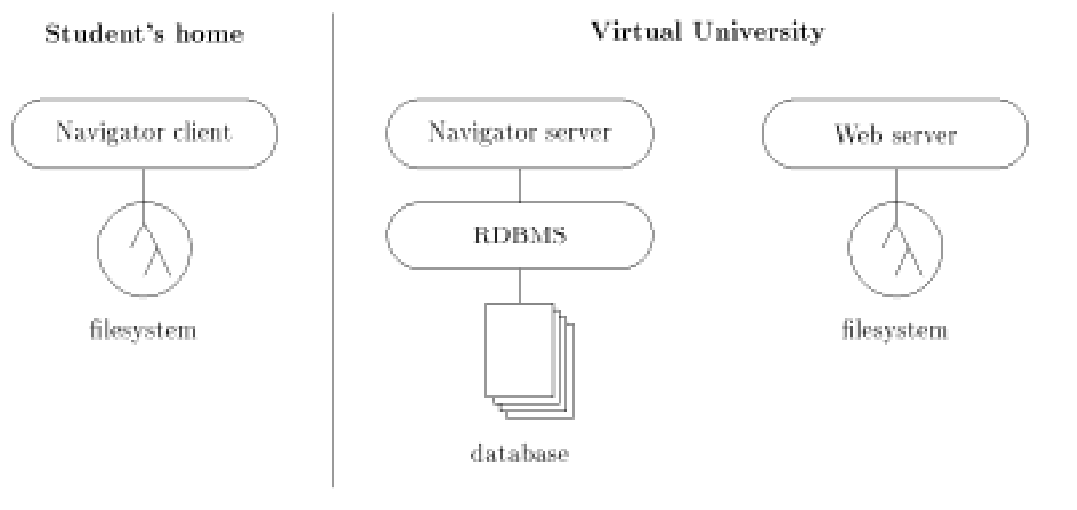 Student's home
Virtual University
Navigator client
Navigator server
Web server
RDBMS
filesystem
filesystem
database